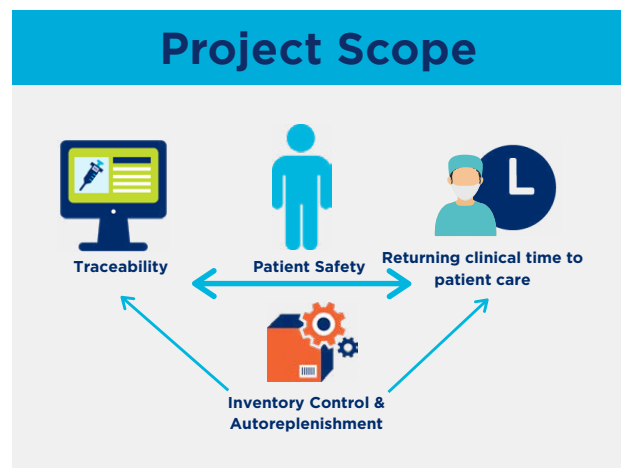 Project Scope
Traceability
Patient Safety
Returning clinical time to
patient care
Inventory Control &
Autoreplenishment